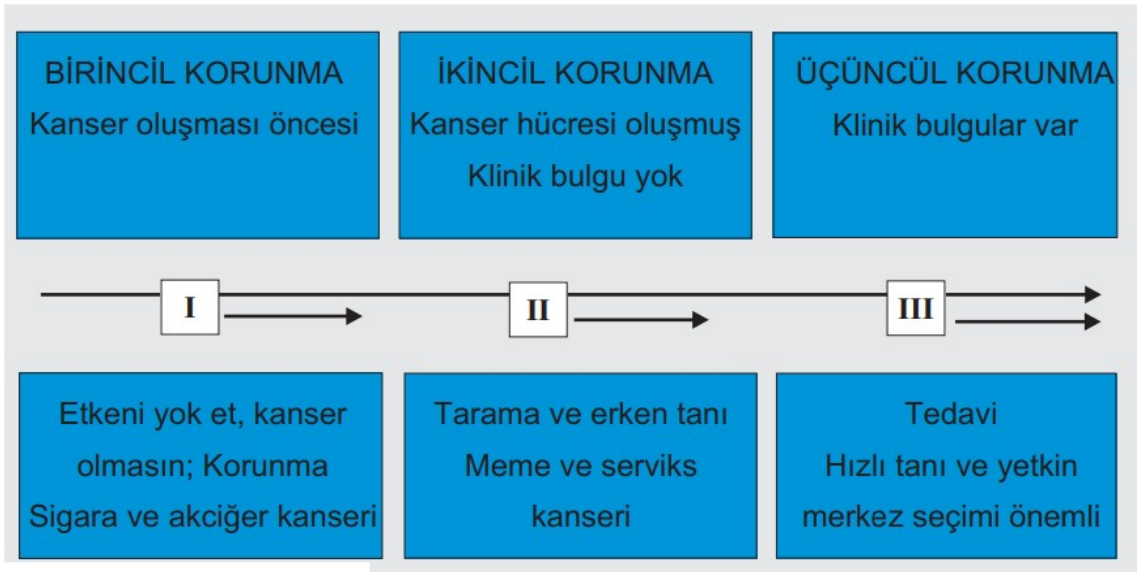 BİRİNCİL KORUNMA
Kanser oluşması öncesi
İKİNCİL KORUNMA
Kanser hücresi oluşmuş
Klinik bulgu yok
ÜÇÜNCÜL KORUNMA
Klinik bulgular var
I
II
III
Etkeni yok et, kanser
olmasın; Korunma
Sigara ve akciğer kanseri
Tarama ve erken tanı
Meme ve serviks
kanseri
Tedavi
Hızlı tanı ve yetkin
merkez seçimi önemli